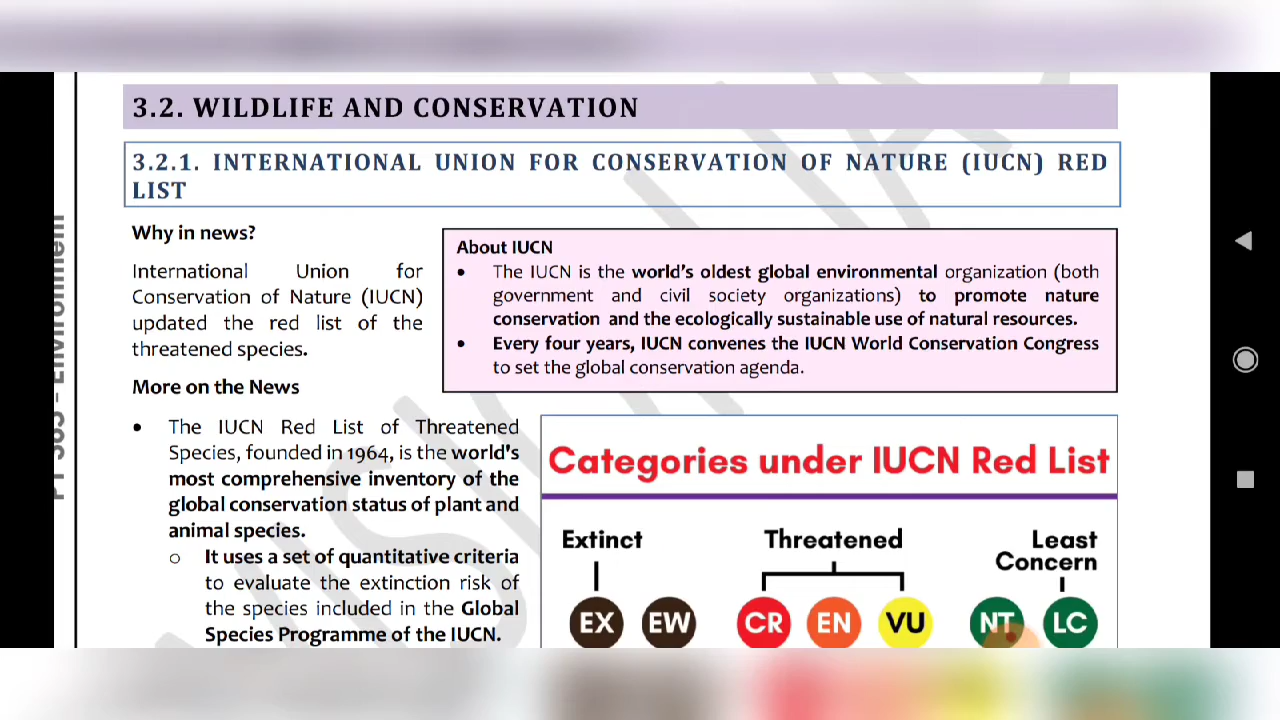 3.2. WILDLIFE AND CONSERVATION
3.2.1. INTERNATIONAL UNION FOR CONSERVATION OF NATURE (IUCN) RED
LIST
Why in news?
International Union for
Conservation of Nature (IUCN)
updated the red list of the
threatened species.
About IUCN
• The IUCN is the world's oldest global environmental organization (both
government and civil society organizations) to promote nature
conservation and the ecologically sustainable use of natural resources.
• Every four years, IUCN convenes the IUCN World Conservation Congress
to set the global conservation agenda.
More on the News
• The IUCN Red List of Threatened
Species, founded in 1964, is the world's
most comprehensive inventory of the
global conservation status of plant and
animal species.
o It uses a set of quantitative criteria
to evaluate the extinction risk of
the species included in the Global
Species Programme of the IUCN.
Categories under IUCN Red List
Extinct
Threatened
Least
Concern
EX EW CR EN VU NT LC